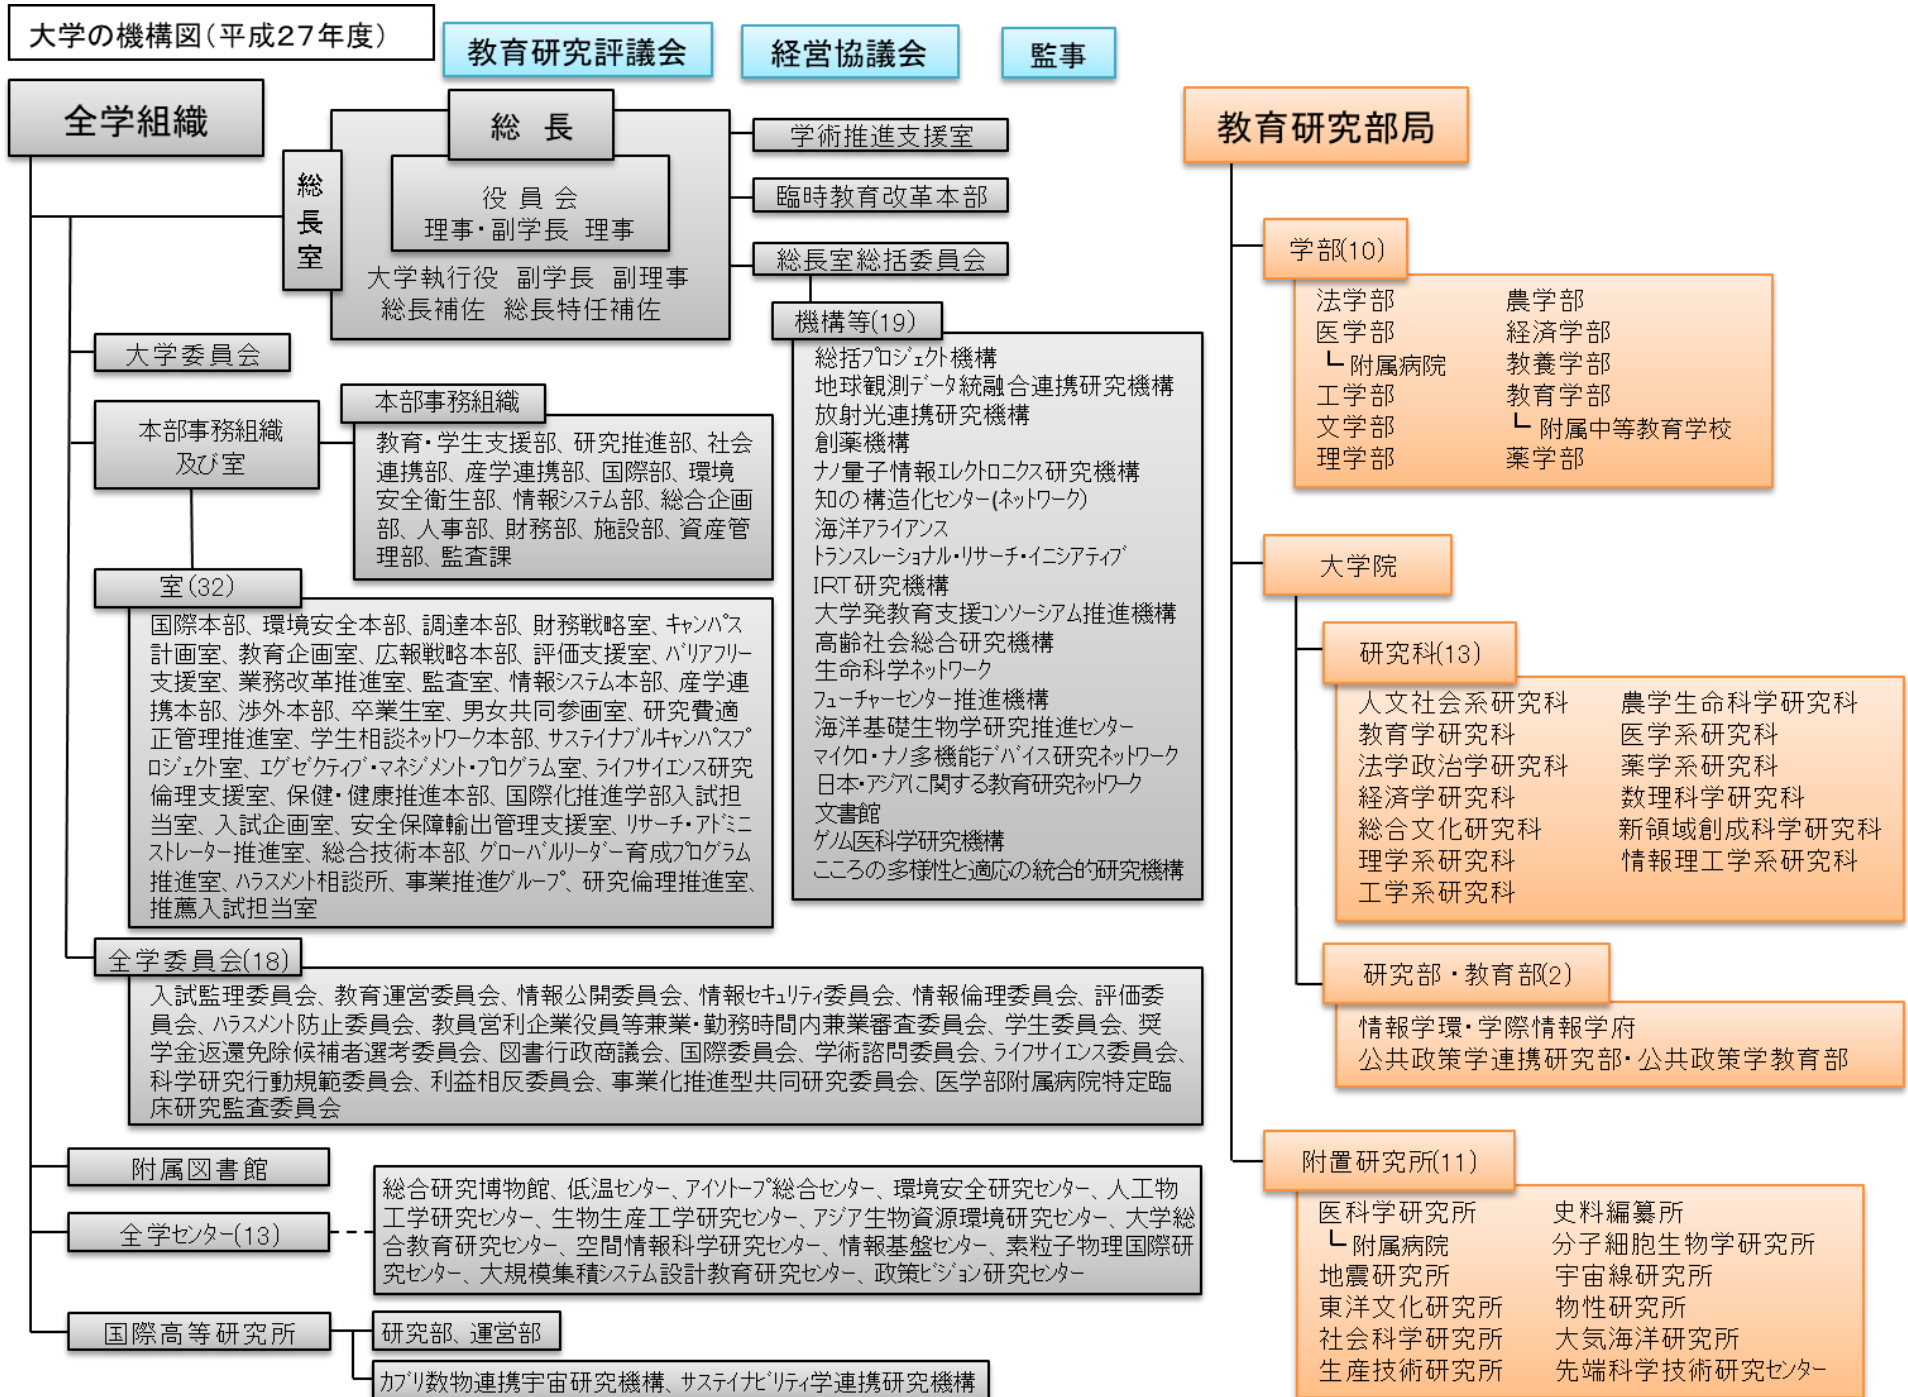 大学の機構図(平成27年度)
教育研究評議会
経営協議会
監事
全学組織
総長室
総 長
役員会
理事・副学長 理事
大学執行役 副学長 副理事
総長補佐 総長特任補佐
学術推進支援室
臨時教育改革本部
総長室総括委員会
機構等(19)
総括プロジェクト機構
地球観測データ統融合連携研究機構
放射光連携研究機構
創薬機構
ナノ量子情報エレクトロニクス研究機構
知の構造化センター(ネットワーク)
海洋アライアンス
トランスレーショナル・リサーチ・イニシアティブ
IRT研究機構
大学発教育支援コンソーシアム推進機構
高齢社会総合研究機構
生命科学ネットワーク
フューチャーセンター推進機構
海洋基礎生物学研究推進センター
マイクロ・ナノ多機能デバイス研究ネットワーク
日本・アジアに関する教育研究ネットワーク
文書館
ゲノム医科学研究機構
こころの多様性と適応の統合的研究機構
大学委員会
本部事務組織
及び室
本部事務組織
教育・学生支援部、研究推進部、社会
連携部、産学連携部、国際部、環境
安全衛生部、情報システム部、総合企画
部、人事部、財務部、施設部、資産管
理部、監査課
室(32)
国際本部、環境安全本部、調達本部、財務戦略室、キャンパス
計画室、教育企画室、広報戦略本部、評価支援室、バリアフリー
支援室、業務改革推進室、監査室、情報システム本部、産学連
携本部、渉外本部、卒業生室、男女共同参画室、研究費適
正管理推進室、学生相談ネットワーク本部、サステイナブルキャンパスプ
ロジェクト室、エグゼクティブ・マネジメント・プログラム室、ライフサイエンス研究
倫理支援室、保健・健康推進本部、国際化推進学部入試担
当室、入試企画室、安全保障輸出管理支援室、リサーチ・アドミニ
ストレーター推進室、総合技術本部、グローバルリーダー育成プログラム
推進室、ハラスメント相談所、事業推進グループ、研究倫理推進室、
推薦入試担当室
全学委員会(18)
入試監理委員会、教育運営委員会、情報公開委員会、情報セキュリティ委員会、情報倫理委員会、評価委
員会、ハラスメント防止委員会、教員営利企業役員等兼業・勤務時間内兼業審査委員会、学生委員会、奨
学金返還免除候補者選考委員会、図書行政商議会、国際委員会、学術諮問委員会、ライフサイエンス委員会、
科学研究行動規範委員会、利益相反委員会、事業化推進型共同研究委員会、医学部附属病院特定臨
床研究監査委員会
附属図書館
全学センター(13)
総合研究博物館、低温センター、アイソトープ総合センター、環境安全研究センター、人工物
工学研究センター、生物生産工学研究センター、アジア生物資源環境研究センター、大学総
合教育研究センター、空間情報科学研究センター、情報基盤センター、素粒子物理国際研
究センター、大規模集積システム設計教育研究センター、政策ビジョン研究センター
国際高等研究所
研究部、運営部
カブリ数物連携宇宙研究機構、サステイナビリティ学連携研究機構
教育研究部局
学部(10)
法学部
医学部
┗ 附属病院
工学部
文学部
理学部
農学部
経済学部
教養学部
教育学部
┗ 附属中等教育学校
薬学部
大学院
研究科(13)
人文社会系研究科
教育学研究科
法学政治学研究科
経済学研究科
総合文化研究科
理学系研究科
工学系研究科
農学生命科学研究科
医学系研究科
薬学系研究科
数理科学研究科
新領域創成科学研究科
情報理工学系研究科
研究部・教育部(2)
情報学環・学際情報学府
公共政策学連携研究部・公共政策学教育部
附置研究所(11)
医科学研究所
┗ 附属病院
地震研究所
東洋文化研究所
社会科学研究所
生産技術研究所
史料編纂所
分子細胞生物学研究所
宇宙線研究所
物性研究所
大気海洋研究所
先端科学技術研究センター